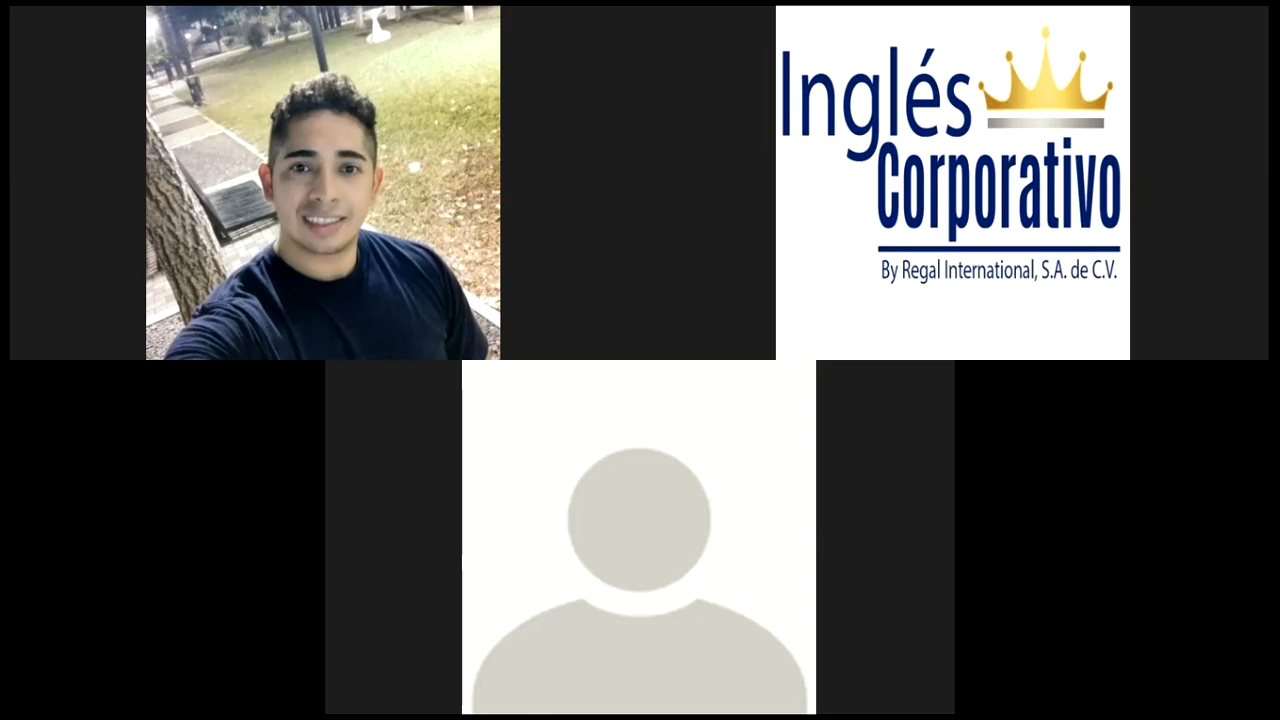 Inglés
Corporativo
By Regal International, S.A. de C.V.